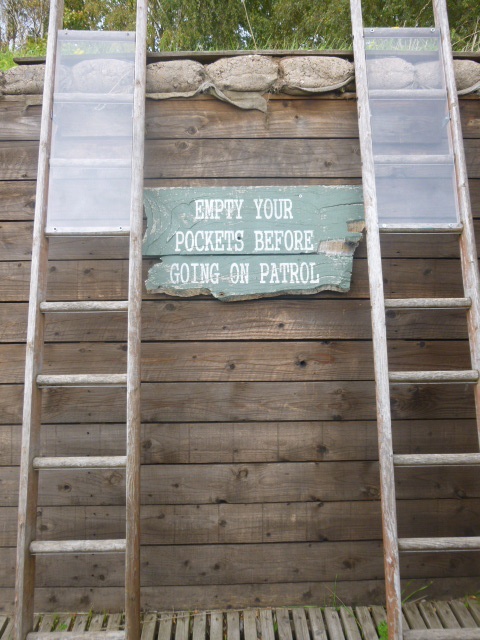 EMPTY YOUR
POCKETS BEFORE
GOING ON PATROL